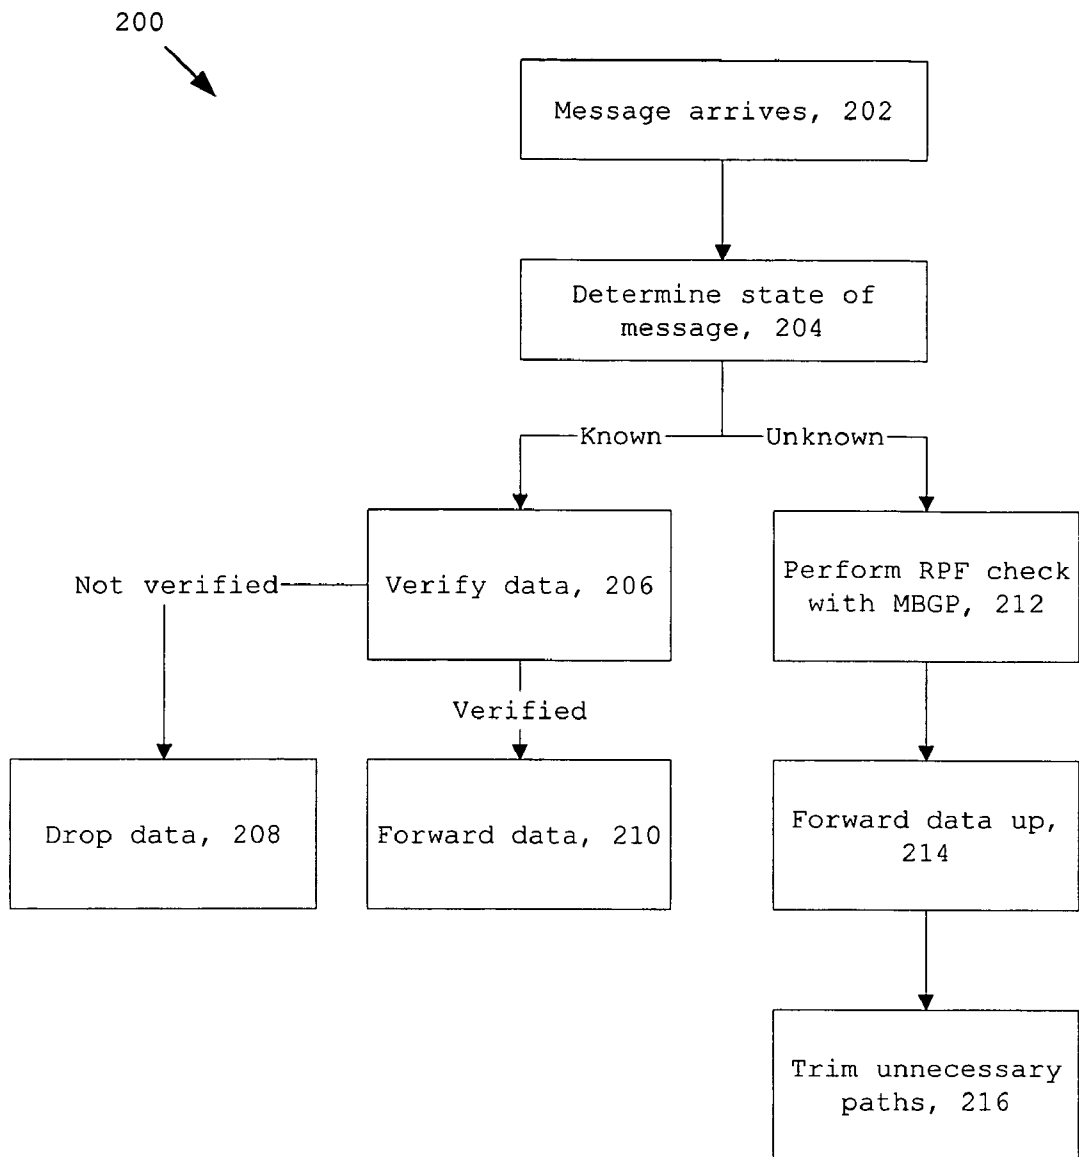 200
Message arrives, 202
Determine state of
message, 204
Known
Unknown
Not verified
Verify data, 206
Perform RPF check
with MBGP, 212
Verified
Drop data, 208
Forward data, 210
Forward data up,
214
Trim unnecessary
paths, 216